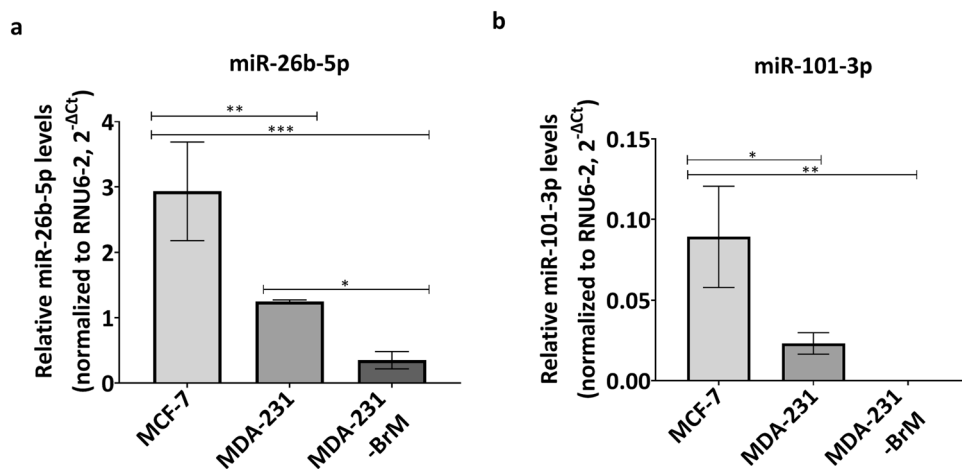 a
miR-26b-5p
Relative miR-26b-5p levels
(normalized to RNU6-2, 2^-ΔCt)
4
3
2
1
0
**
***
*
MCF-7
MDA-231
MDA-231
-BrM
b
miR-101-3p
Relative miR-101-3p levels
(normalized to RNU6-2, 2^-ΔCt)
0.15
0.10
0.05
0.00
*
**
MCF-7
MDA-231
MDA-231
-BrM